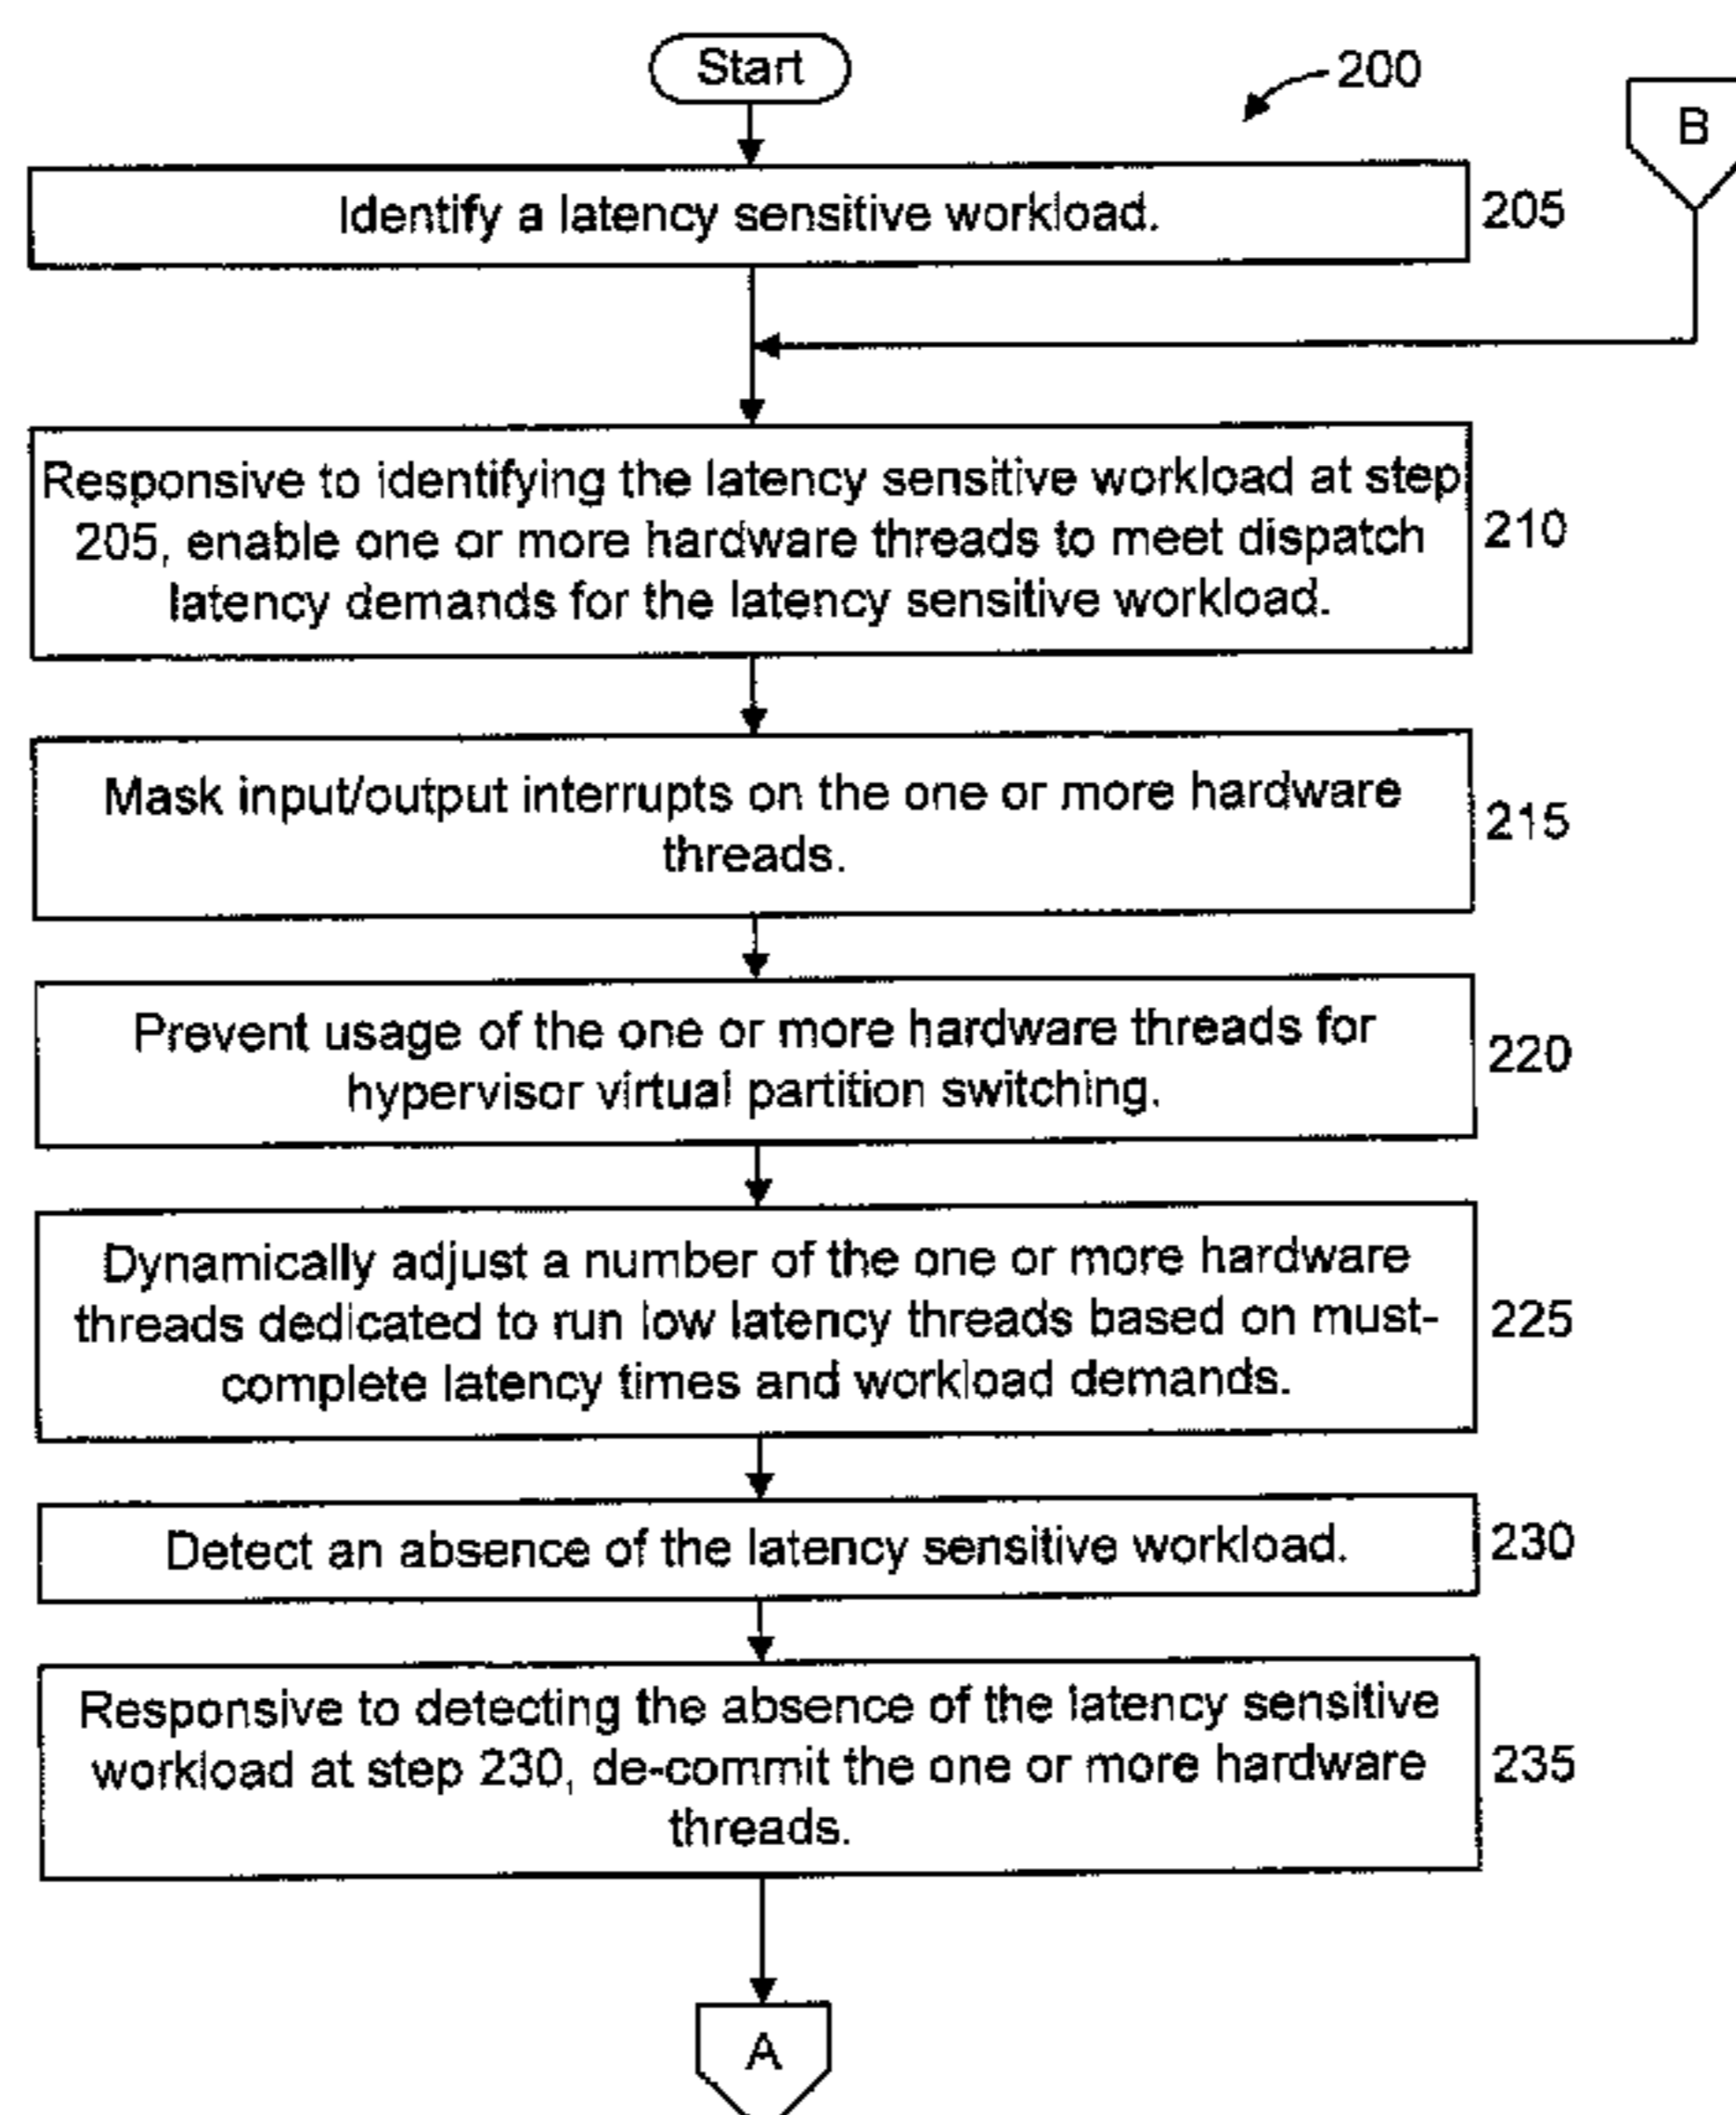 Start
200
B
Identify a latency sensitive workload.
205
Responsive to identifying the latency sensitive workload at step
205, enable one or more hardware threads to meet dispatch
latency demands for the latency sensitive workload.
210
Mask input/output interrupts on the one or more hardware
threads.
215
Prevent usage of the one or more hardware threads for
hypervisor virtual partition switching.
220
Dynamically adjust a number of the one or more hardware
threads dedicated to run low latency threads based on must-
complete latency times and workload demands.
225
Detect an absence of the latency sensitive workload.
230
Responsive to detecting the absence of the latency sensitive
workload at step 230, de-commit the one or more hardware
threads.
235
A